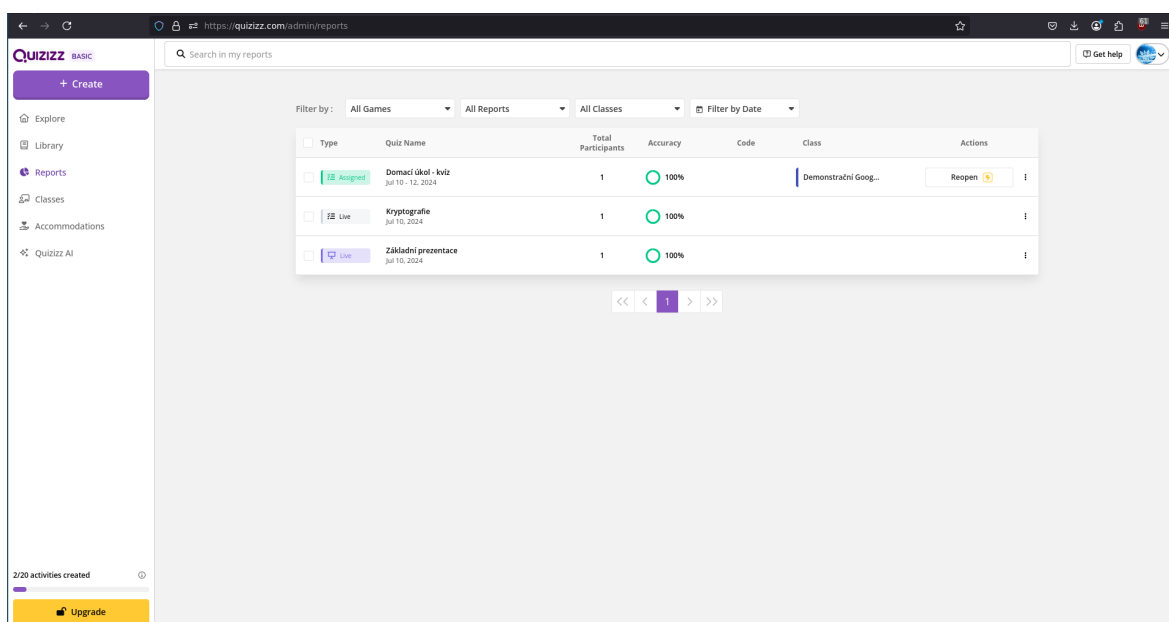 https://quizizz.com/admin/reports
61
QUIZIZZ BASIC
Search in my reports
Get help
+ Create
Explore
Library
Reports
Classes
Accommodations
Quizizz AI
Filter by : All Games All Reports All Classes Filter by Date
Type Quiz Name Total Participants Accuracy Code Class Actions
Assigned Domací úkol - kvíz 1 100% Demonstrační Goog... Reopen
Jul 10 - 12, 2024
Live Kryptografie 1 100%
Jul 10, 2024
Live Základní prezentace 1 100%
Jul 10, 2024
<< < 1 > >>
2/20 activities created
Upgrade